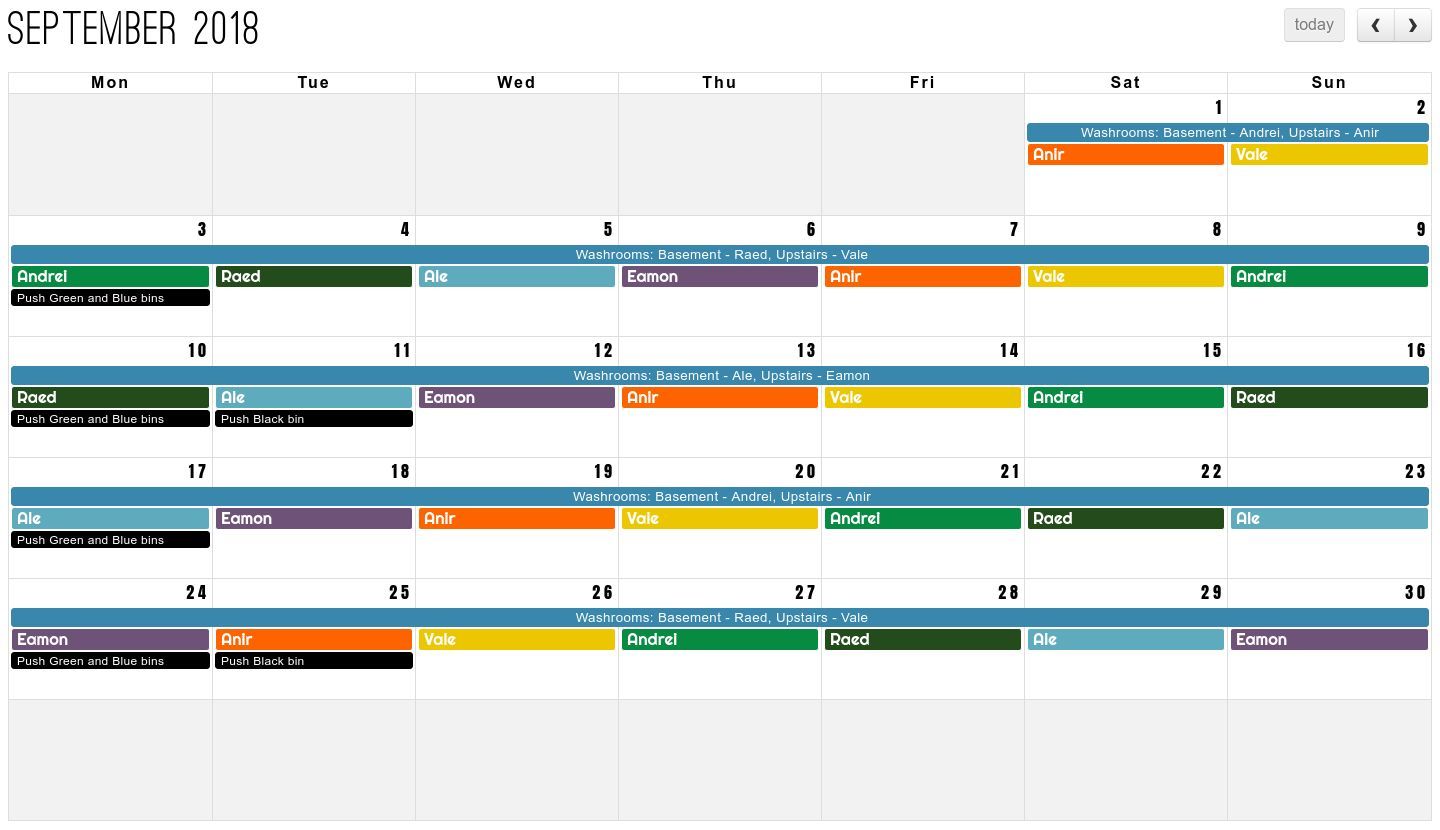 SEPTEMBER 2018
today
❮ ❯
Mon Tue Wed Thu Fri Sat Sun
1 2
Washrooms: Basement - Andrei, Upstairs - Anir
Anir Vale
3 4 5 6 7 8 9
Washrooms: Basement - Raed, Upstairs - Vale
Andrei Raed Ale Eamon Anir Vale Andrei
Push Green and Blue bins
10 11 12 13 14 15 16
Washrooms: Basement - Ale, Upstairs - Eamon
Raed Ale Eamon Anir Vale Andrei Raed
Push Green and Blue bins Push Black bin
17 18 19 20 21 22 23
Washrooms: Basement - Andrei, Upstairs - Anir
Ale Eamon Anir Vale Andrei Raed Ale
Push Green and Blue bins
24 25 26 27 28 29 30
Washrooms: Basement - Raed, Upstairs - Vale
Eamon Anir Vale Andrei Raed Ale Eamon
Push Green and Blue bins Push Black bin